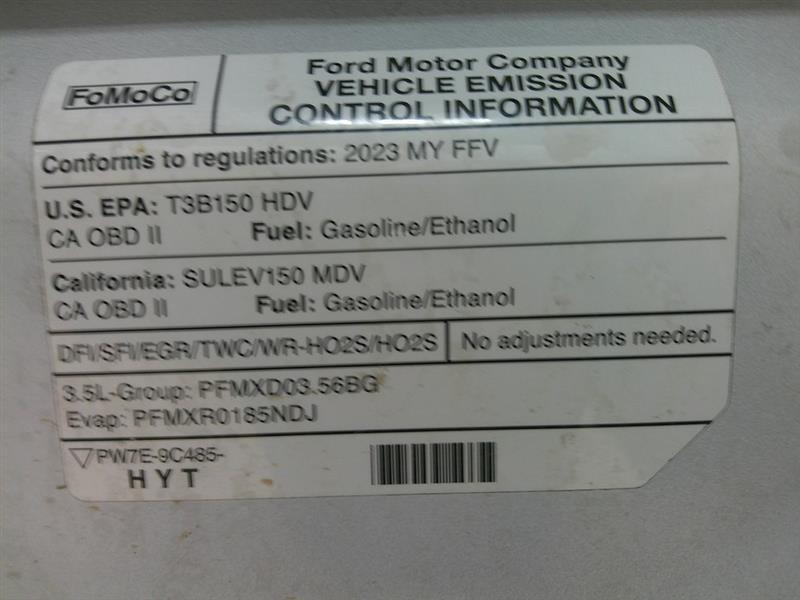 FoMoCo
Ford Motor Company
VEHICLE EMISSION
CONTROL INFORMATION
Conforms to regulations: 2023 MY FFV
U.S. EPA: T3B150 HDV
CA OBD II Fuel: Gasoline/Ethanol
California: SULEV150 MDV
CA OBD II Fuel: Gasoline/Ethanol
DFI/SFI/EGR/TWC/WR-HO2S/HO2S No adjustments needed.
3.5L-Group: PFMXD03.56BG
Evap: PFMXR0185NDJ
PW7E-9C485-
HYT